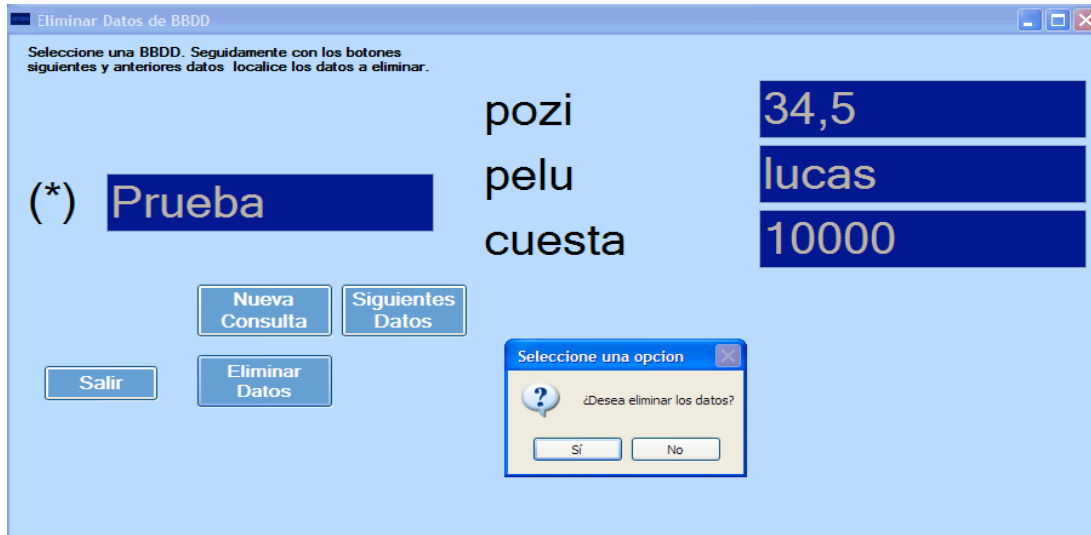 Eliminar Datos de BBDD
Seleccione una BBDD. Seguidamente con los botones
siguientes y anteriores datos localice los datos a eliminar.
pozi
34,5
pelu
lucas
(*)
Prueba
cuesta
10000
Nueva
Consulta
Siguientes
Datos
Salir
Eliminar
Datos
Seleccione una opcion
¿Desea eliminar los datos?
Sí
No